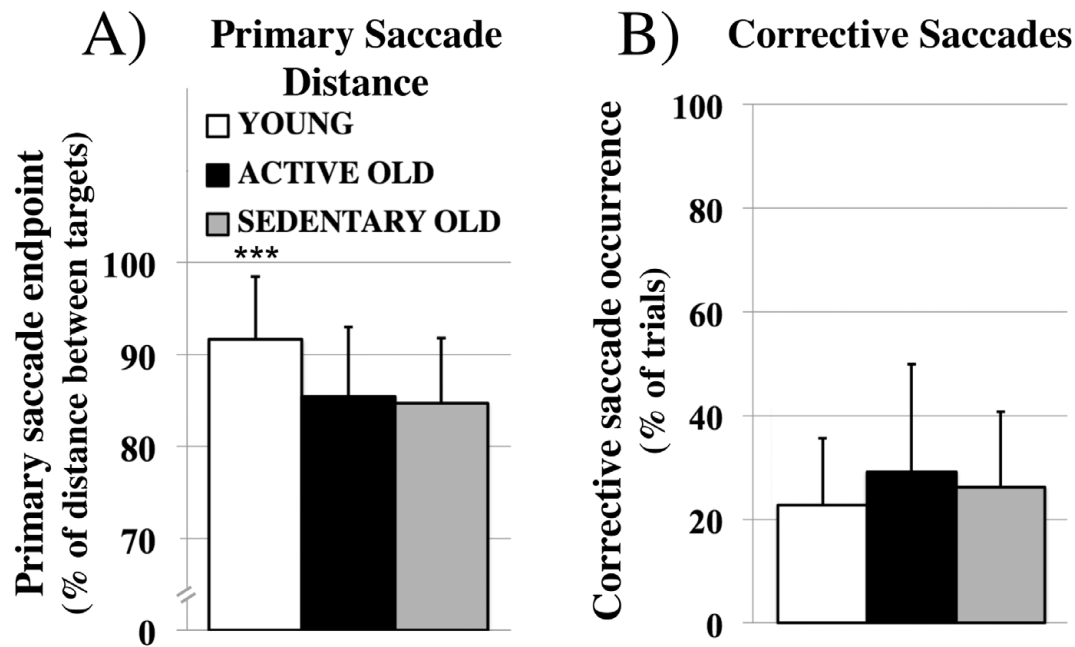 A)
Primary Saccade
Distance
YOUNG
ACTIVE OLD
SEDENTARY OLD
***
Primary saccade endpoint
(% of distance between targets)
100
90
80
70
0
B)
Corrective Saccades
Corrective saccade occurrence
(% of trials)
100
80
60
40
20
0